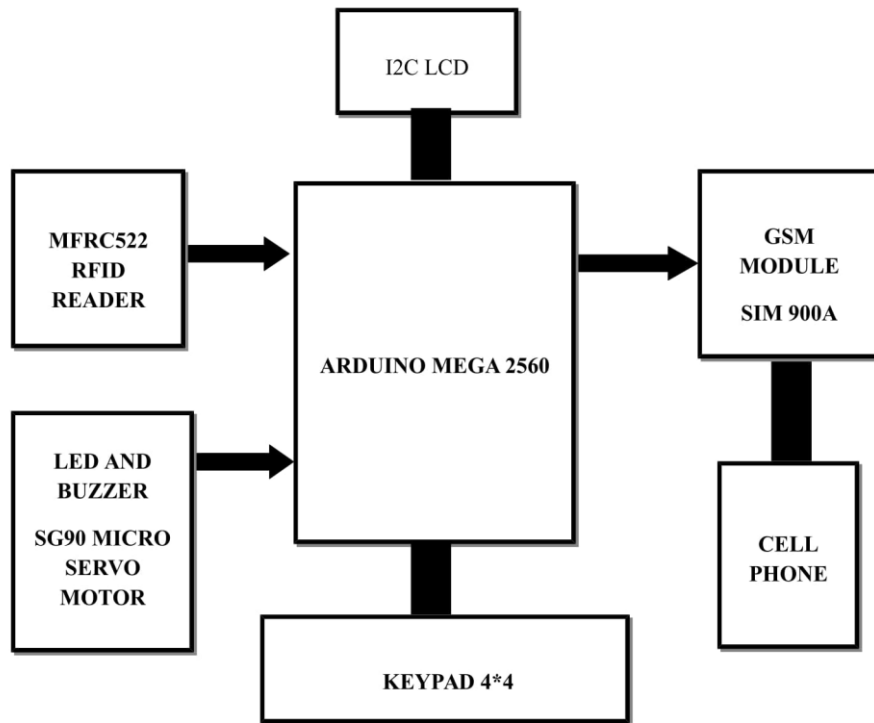 I2C LCD
MFRC522
RFID
READER
ARDUINO MEGA 2560
GSM
MODULE
SIM 900A
LED AND
BUZZER
SG90 MICRO
SERVO
MOTOR
CELL
PHONE
KEYPAD 4*4